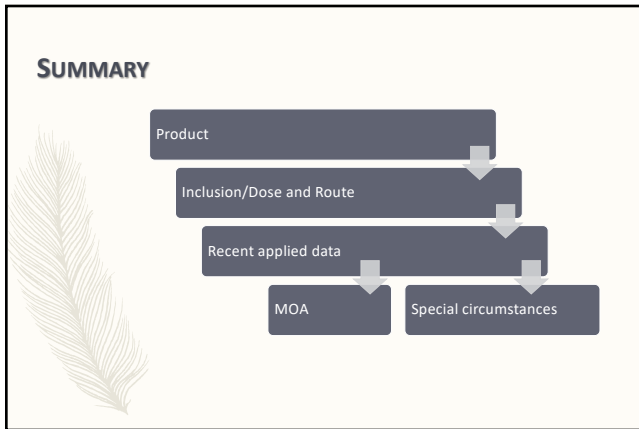 SUMMARY
Product
Inclusion/Dose and Route
Recent applied data
MOA
Special circumstances